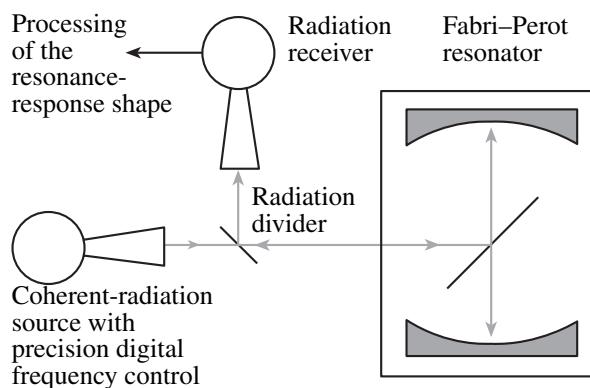 Processing
of the
resonance-
response shape
Radiation
receiver
Fabri–Perot
resonator
Radiation
divider
Coherent-radiation
source with
precision digital
frequency control